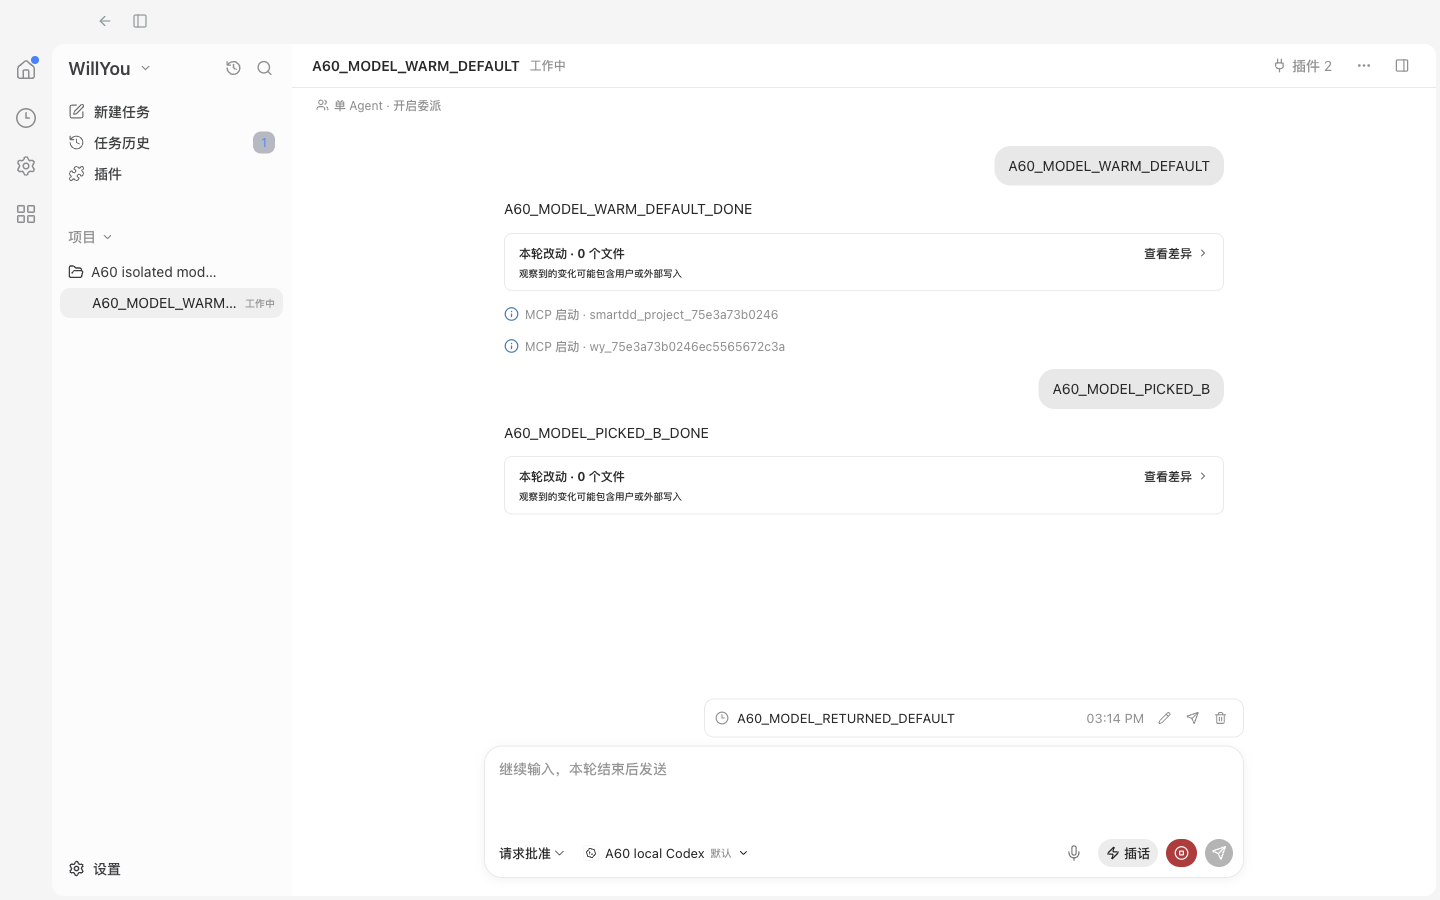 WillYou
新建任务
任务历史 1
插件
项目
A60 isolated mod...
A60_MODEL_WARM... 工作中
设置
A60_MODEL_WARM_DEFAULT 工作中
插件 2
单 Agent · 开启委派
A60_MODEL_WARM_DEFAULT
A60_MODEL_WARM_DEFAULT_DONE
本轮改动 · 0 个文件 查看差异
观察到的变化可能包含用户或外部写入
MCP 启动 · smartdd_project_75e3a73b0246
MCP 启动 · wy_75e3a73b0246ec5565672c3a
A60_MODEL_PICKED_B
A60_MODEL_PICKED_B_DONE
本轮改动 · 0 个文件 查看差异
观察到的变化可能包含用户或外部写入
A60_MODEL_RETURNED_DEFAULT 03:14 PM
继续输入，本轮结束后发送
请求批准 A60 local Codex 默认 插话